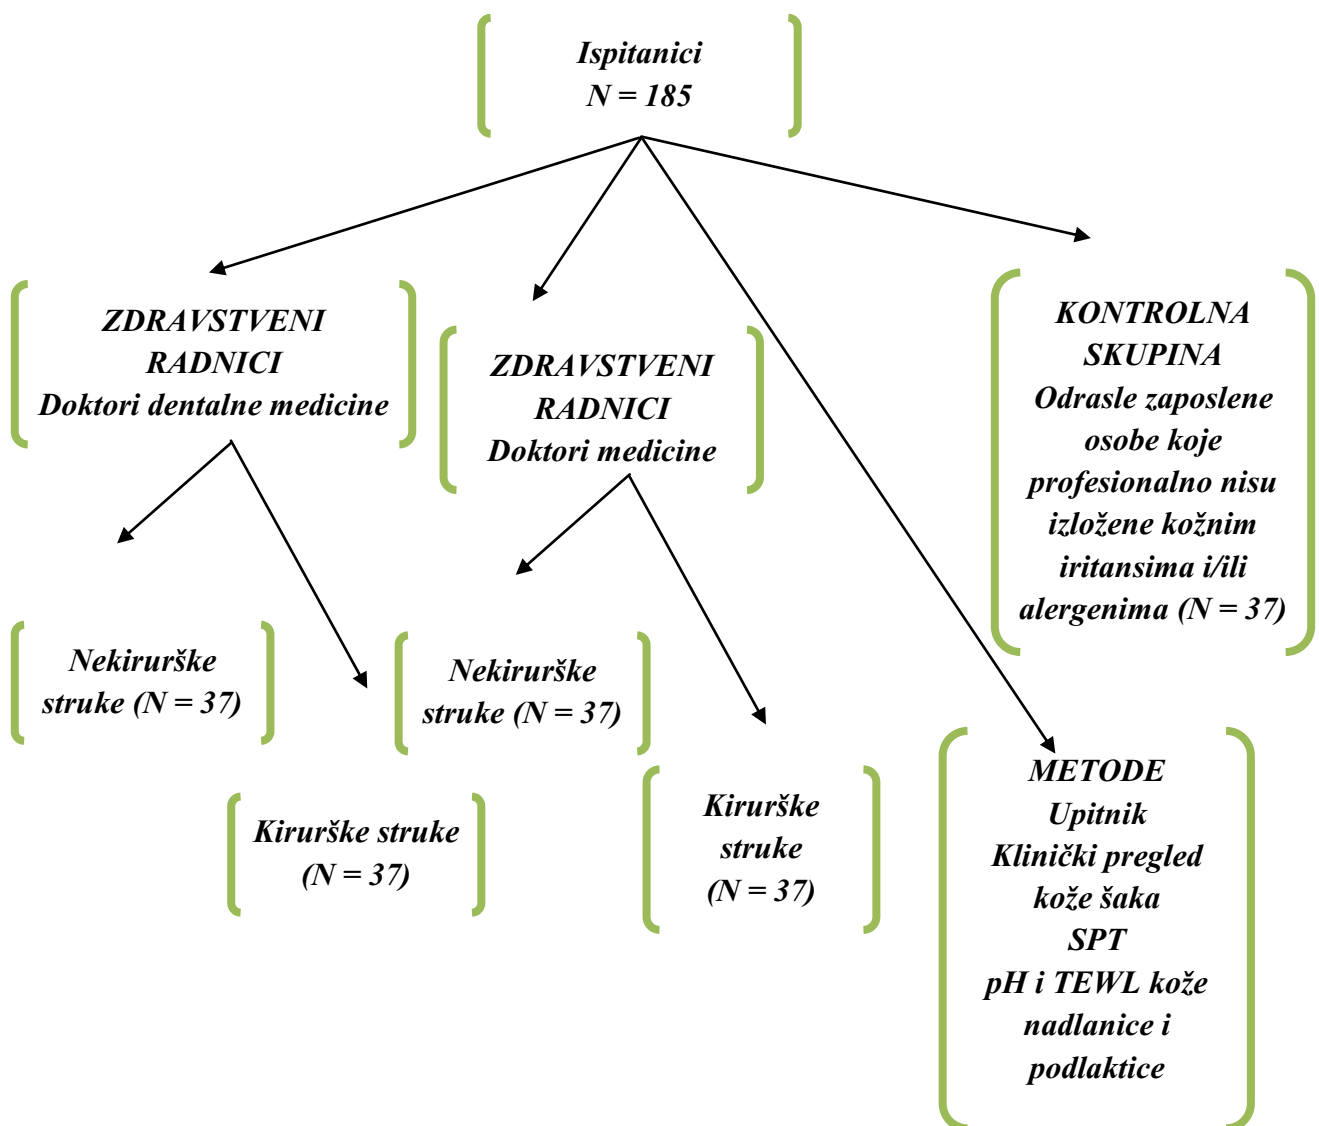 Ispitanici
N = 185
ZDRAVSTVENI
RADNICI
Doktori dentalne medicine
ZDRAVSTVENI
RADNICI
Doktori medicine
KONTROLNA
SKUPINA
Odrasle zaposlene
osobe koje
profesionalno nisu
izložene kožnim
iritansima i/ili
alergenima (N = 37)
Nekirurške
struke (N = 37)
Kirurške struke
(N = 37)
Nekirurške
struke (N = 37)
Kirurške
struke
(N = 37)
METODE
Upitnik
Klinički pregled
kože šaka
SPT
pH i TEWL kože
nadlanice i
podlaktice